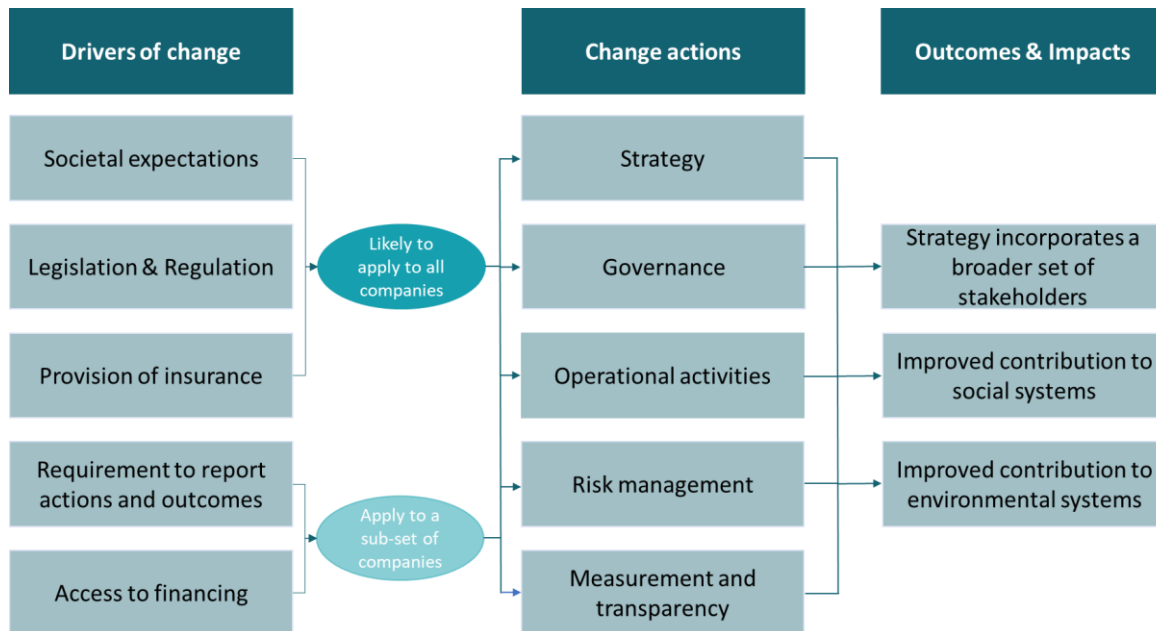 Drivers of change
Change actions
Outcomes & Impacts
Societal expectations
Legislation & Regulation
Provision of insurance
Requirement to report
actions and outcomes
Access to financing
Likely to
apply to all
companies
Apply to a
sub-set of
companies
Strategy
Governance
Operational activities
Risk management
Measurement and
transparency
Strategy incorporates a
broader set of
stakeholders
Improved contribution to
social systems
Improved contribution to
environmental systems